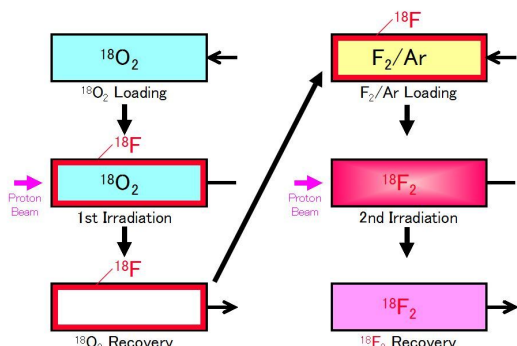 ¹⁸O₂
¹⁸O₂ Loading
¹⁸F
¹⁸O₂
Proton
Beam
1st Irradiation
¹⁸F
¹⁸O₂ Recovery
¹⁸F
F₂/Ar
F₂/Ar Loading
¹⁸F₂
Proton
Beam
2nd Irradiation
¹⁸F₂
¹⁸F₂ Recovery